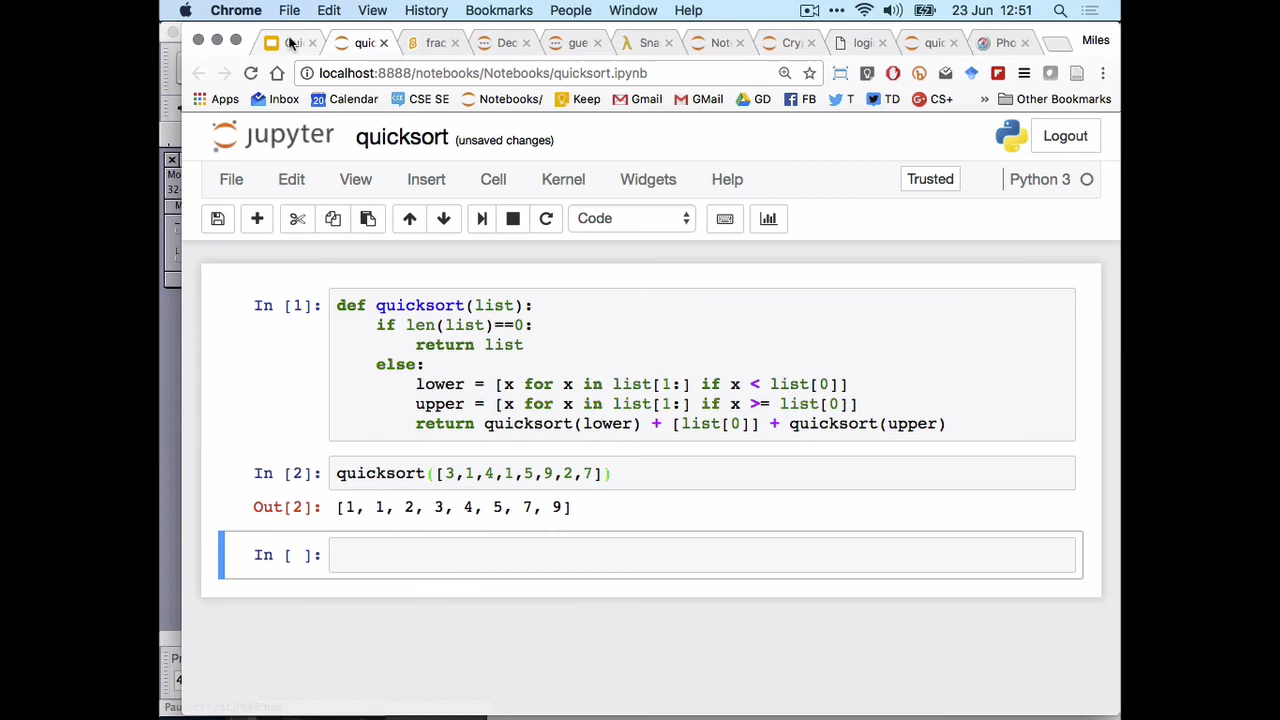 Chrome File Edit View History Bookmarks People Window Help 23 Jun 12:51
quic frac Do gue Sna Not Cryp quic Pho Miles
localhost:8888/notebooks/Notebooks/quicksort.ipynb
Apps Inbox 20 Calendar CSE SE Notebooks/ Keep Gmail GMail GD FB T TD CS. » Other Bookmarks
jupyter quicksort (unsaved changes) Logout
File Edit View Insert Cell Kernel Widgets Help Trusted Python 3
Code
In [1]: def quicksort(list):
if len(list)==0:
return list
else:
lower = [x for x in list[1:] if x < list[0]]
upper = [x for x in list[1:] if x >= list[0]]
return quicksort(lower) + [list[0]] + quicksort(upper)
In [2]: quicksort([3,1,4,1,5,9,2,7])
Out[2]: [1, 1, 2, 3, 4, 5, 7, 9]
In [ ]: